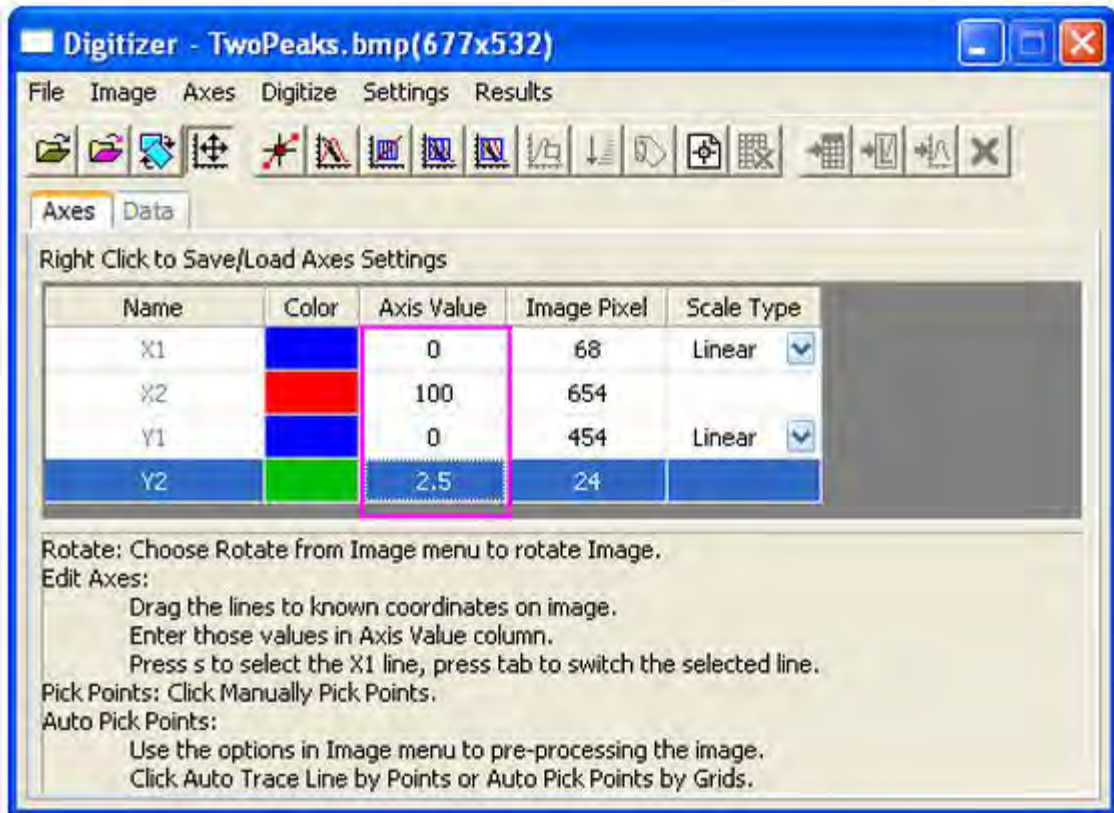 Digitizer - TwoPeaks.bmp(677x532)
File Image Axes Digitize Settings Results
Axes Data
Right Click to Save/Load Axes Settings
Name Color Axis Value Image Pixel Scale Type
X1 0 68 Linear
X2 100 654
Y1 0 454 Linear
Y2 2.5 24
Rotate: Choose Rotate from Image menu to rotate Image.
Edit Axes:
Drag the lines to known coordinates on image.
Enter those values in Axis Value column.
Press s to select the X1 line, press tab to switch the selected line.
Pick Points: Click Manually Pick Points.
Auto Pick Points:
Use the options in Image menu to pre-processing the image.
Click Auto Trace Line by Points or Auto Pick Points by Grids.